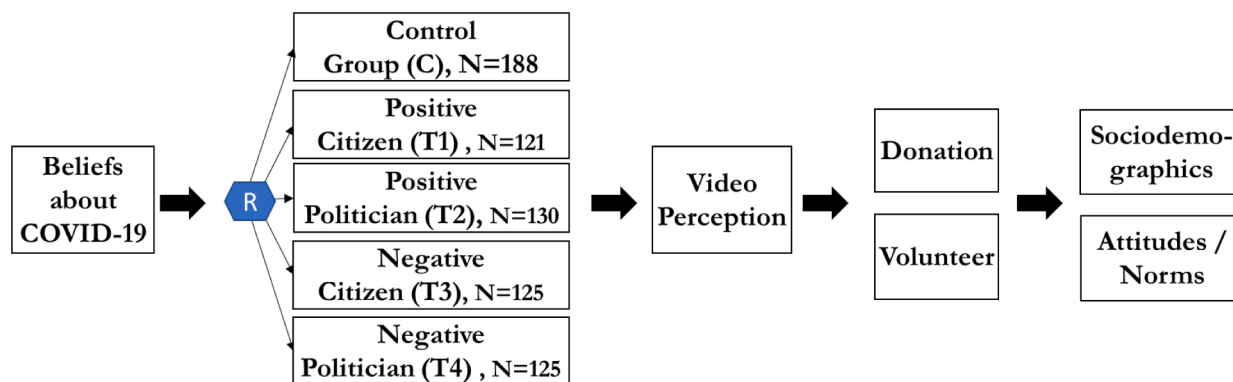 Beliefs
about
COVID-19
R
Control
Group (C), N=188
Positive
Citizen (T1) , N=121
Positive
Politician (T2), N=130
Negative
Citizen (T3), N=125
Negative
Politician (T4) , N=125
Video
Perception
Donation
Volunteer
Sociodemo-
graphics
Attitudes /
Norms